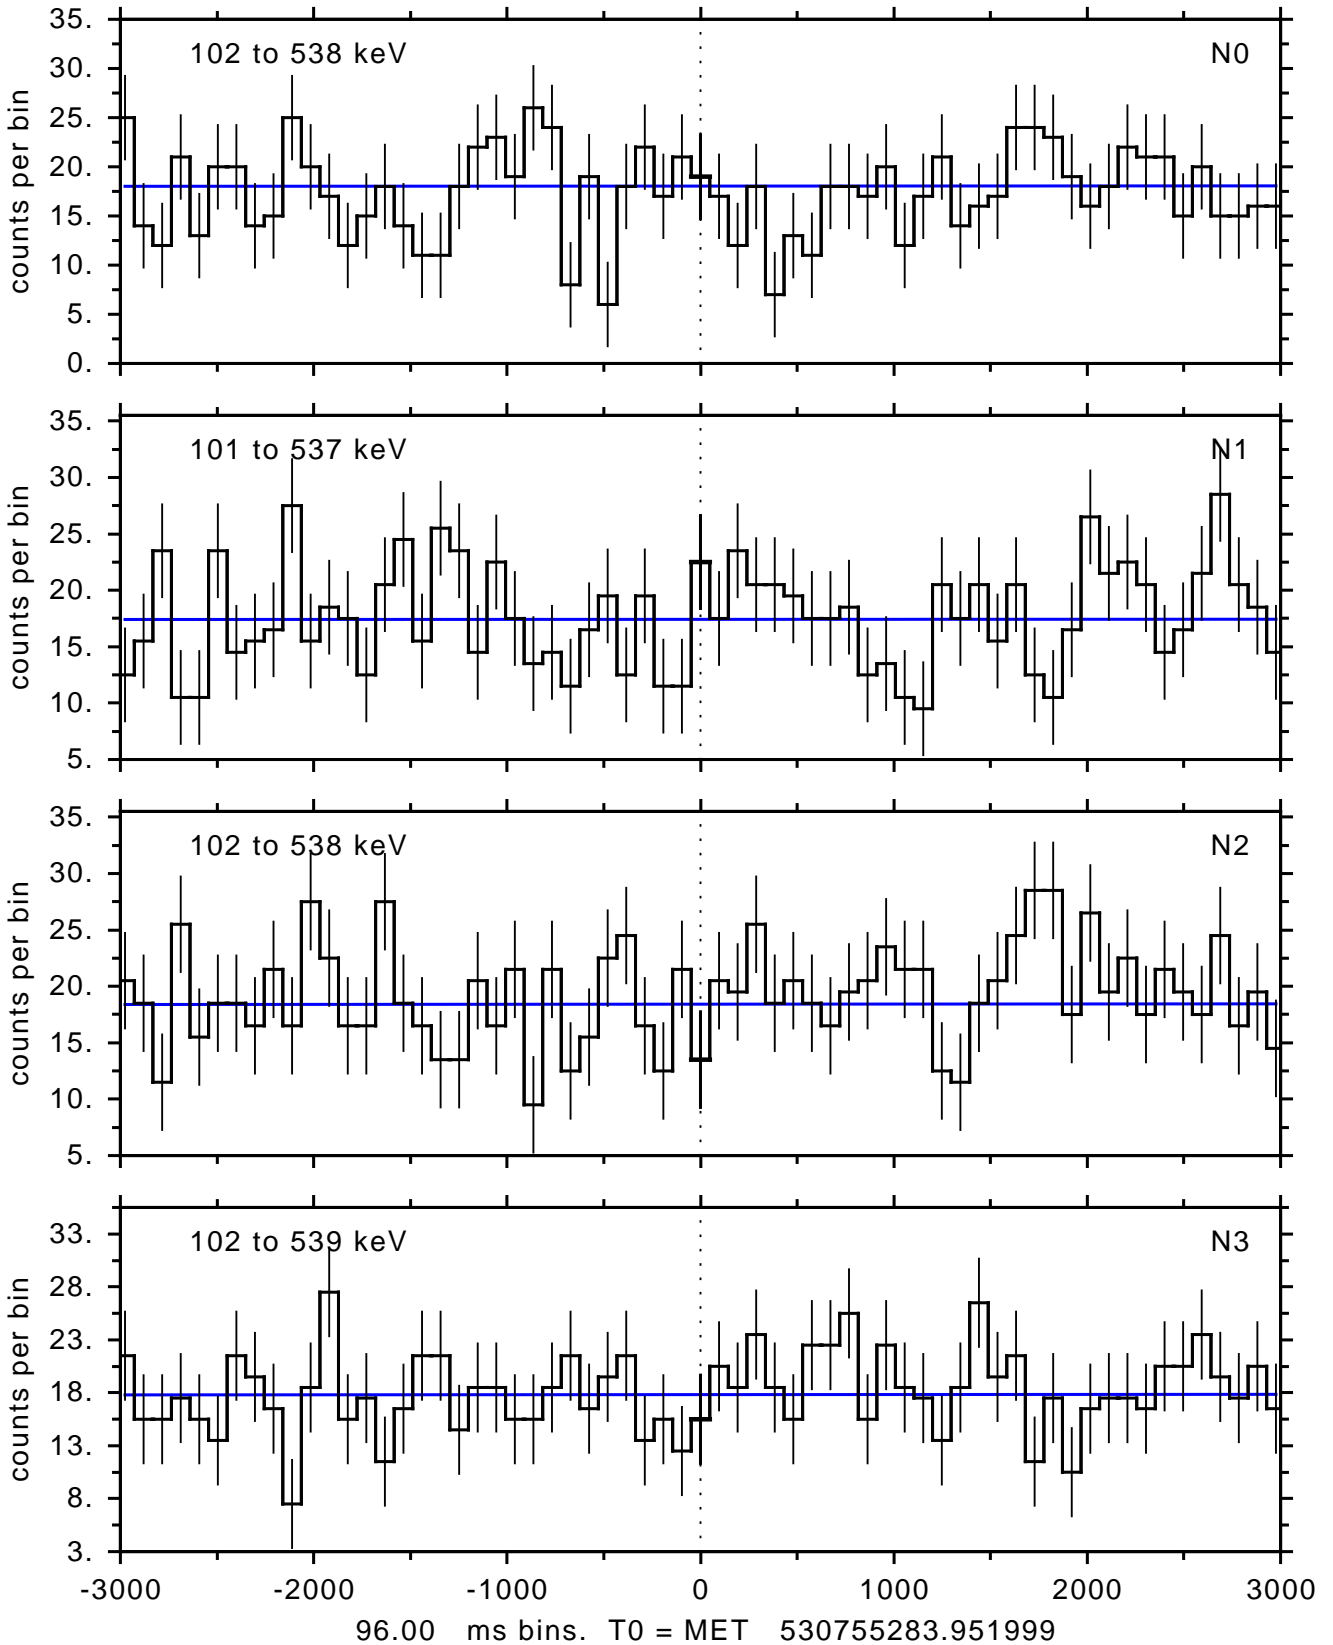 35.
30.
25.
20.
15.
10.
5.
0.
counts per bin
102 to 538 keV
N0
35.
30.
25.
20.
15.
10.
5.
counts per bin
101 to 537 keV
N1
35.
30.
25.
20.
15.
10.
5.
counts per bin
102 to 538 keV
N2
33.
28.
23.
18.
13.
8.
3.
counts per bin
102 to 539 keV
N3
-3000 -2000 -1000 0 1000 2000 3000
96.00 ms bins. T0 = MET 530755283.951999